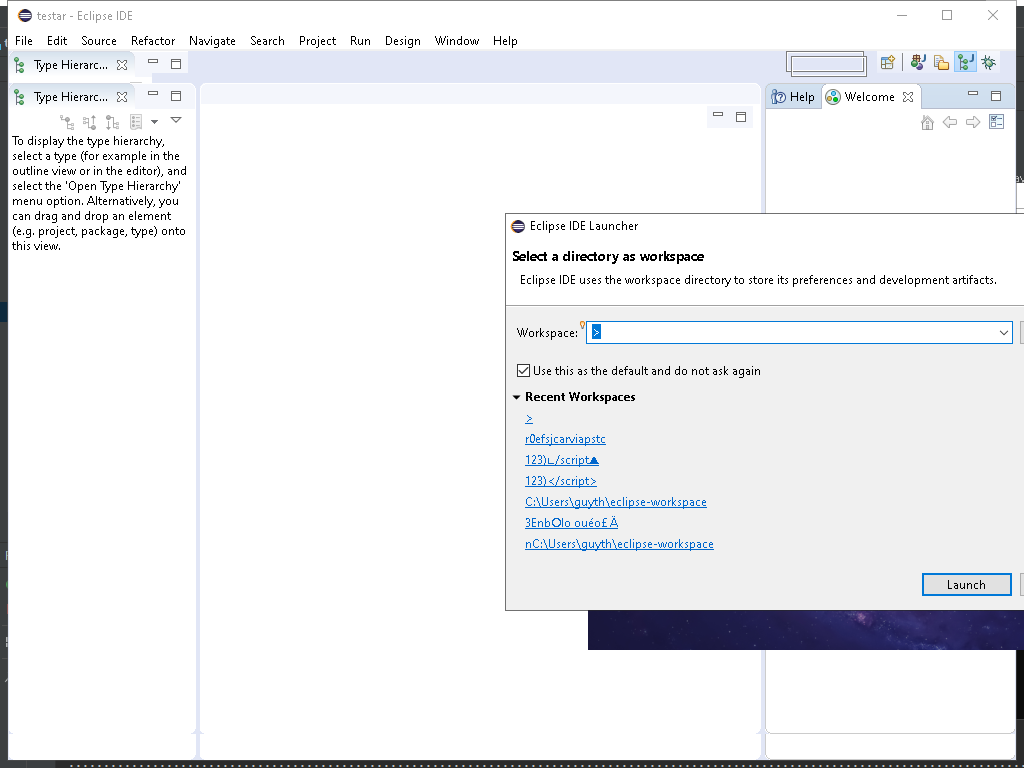 testar - Eclipse IDE
File Edit Source Refactor Navigate Search Project Run Design Window Help
Type Hierarc...
Type Hierarc...
Help Welcome
To display the type hierarchy,
select a type (for example in the
outline view or in the editor), and
select the 'Open Type Hierarchy'
menu option. Alternatively, you
can drag and drop an element
(e.g. project, package, type) onto
this view.
Eclipse IDE Launcher
Select a directory as workspace
Eclipse IDE uses the workspace directory to store its preferences and development artifacts.
Workspace: >
Use this as the default and do not ask again
Recent Workspaces
>
r0efsjcarviapstc
123)∟/script▲
123)</script>
C:\Users\guyth\eclipse-workspace
3EnbOlo ouéo£Ä
nC:\Users\guyth\eclipse-workspace
Launch